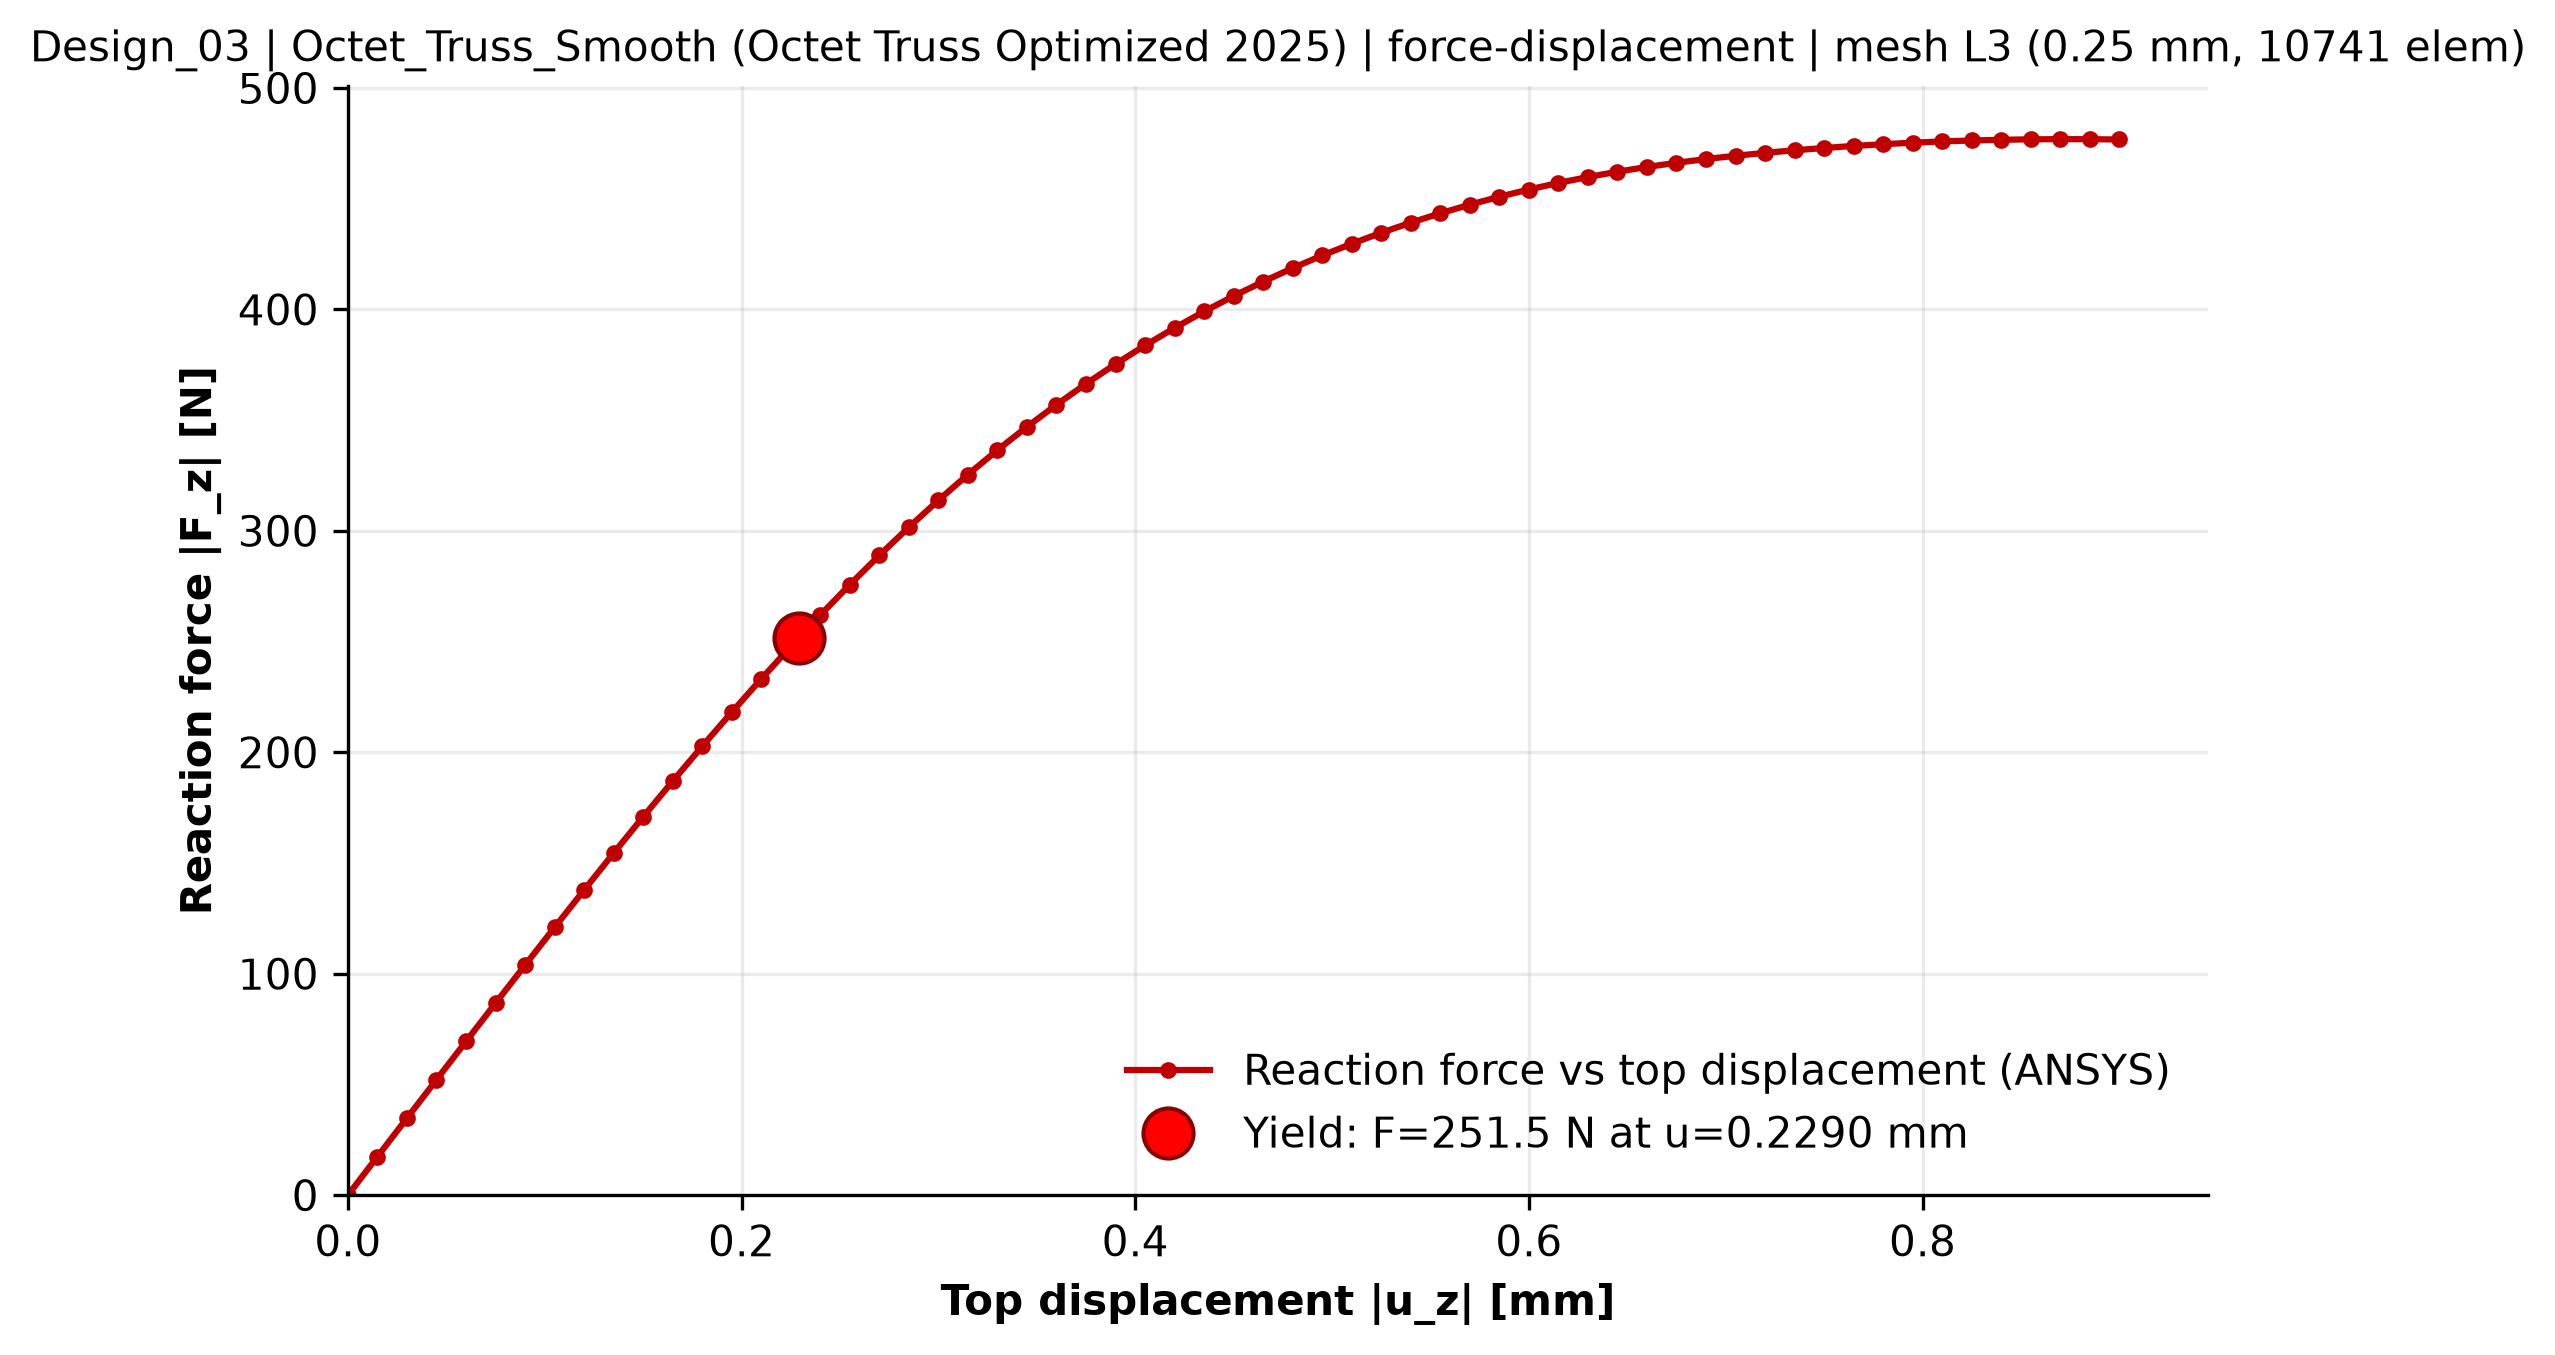 Design_03 | Octet_Truss_Smooth (Octet Truss Optimized 2025) | force-displacement | mesh L3 (0.25 mm, 10741 elem)
500
400
300
200
100
0
Reaction force |F_z| [N]
Reaction force vs top displacement (ANSYS)
Yield: F=251.5 N at u=0.2290 mm
0.0 0.2 0.4 0.6 0.8
Top displacement |u_z| [mm]